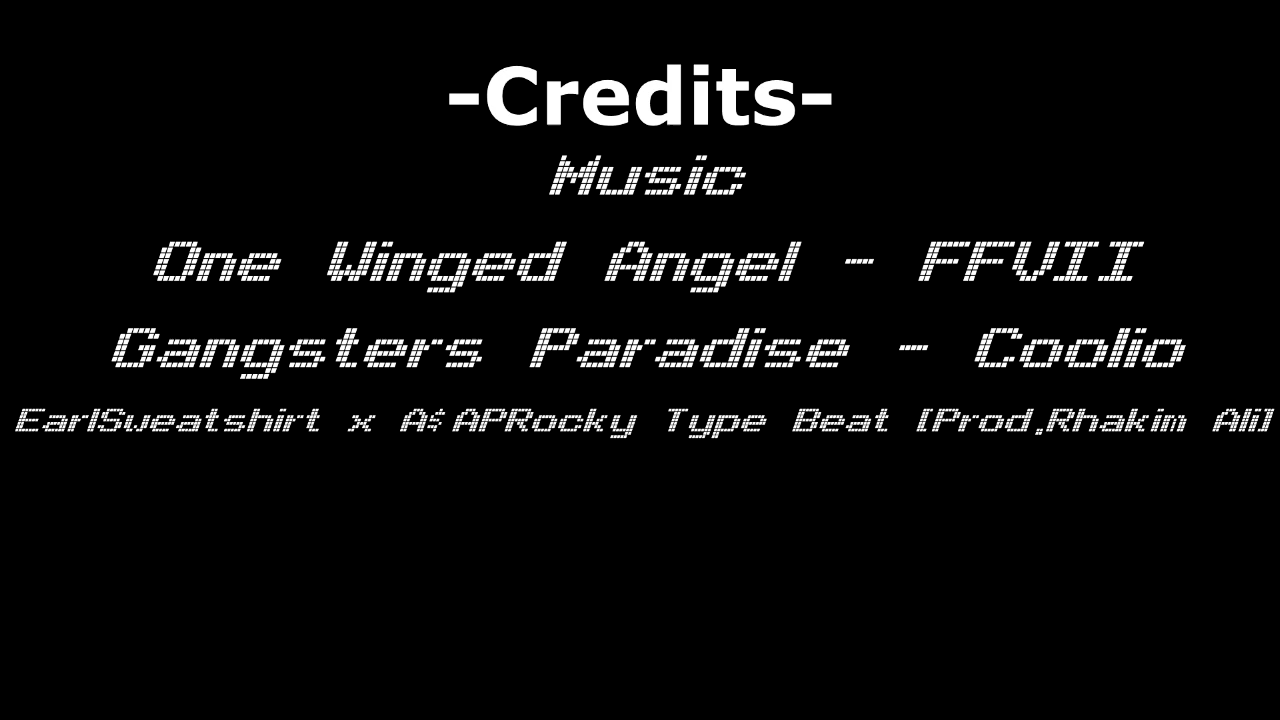 -Credits-
Music
One Winged Angel - FFVII
Gangsters Paradise - Coolio
EarlSweatshirt x A$APRocky Type Beat [Prod.Rhakim Ali]